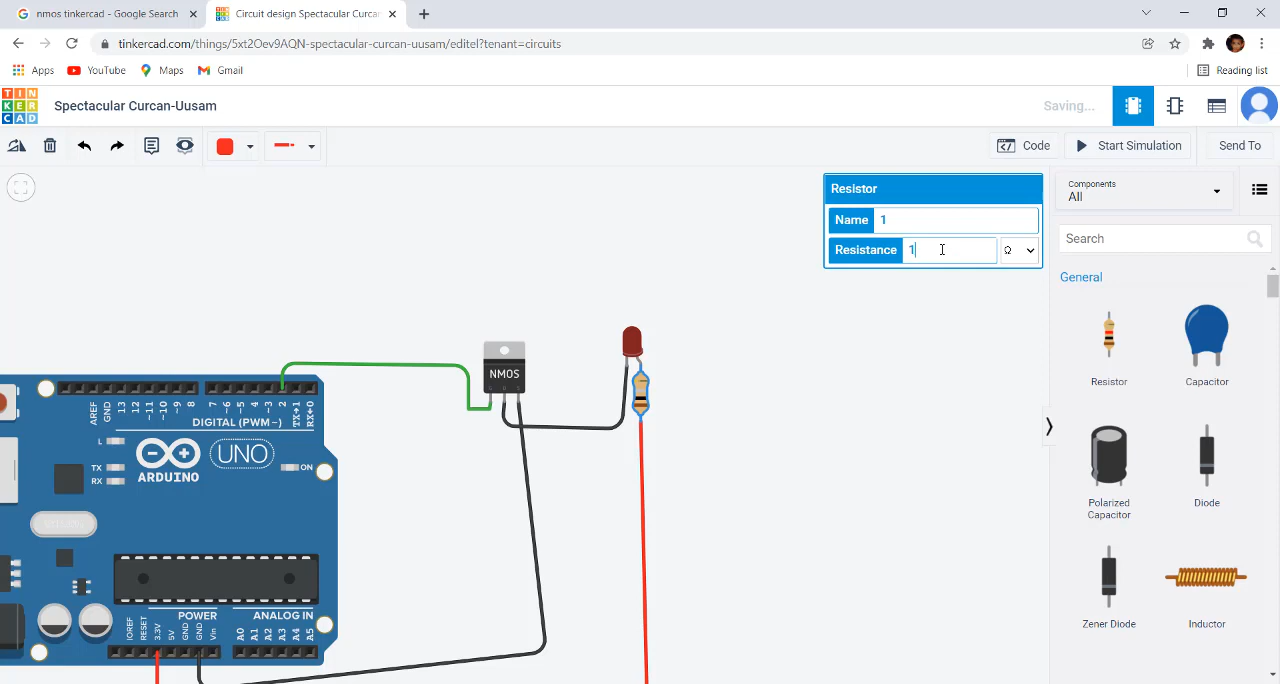 nmos tinkercad - Google Search
Circuit design Spectacular Curcan
tinkercad.com/things/5xt2Oev9AQN-spectacular-curcan-uusam/editel?tenant=circuits
Apps YouTube Maps Gmail Reading list
TIN
KER
CAD
Spectacular Curcan-Uusam
Saving...
Code Start Simulation Send To
Resistor
Name 1
Resistance 1 Ω
Components
All
Search
General
Resistor
Capacitor
Polarized
Capacitor
Diode
Zener Diode
Inductor
NMOS
AREF
GND
13
12
~11
~10
~9
8
7
~6
~5
4
~3
2
TX→1
RX←0
DIGITAL (PWM~)
L
TX
RX
ARDUINO
UNO
ON
POWER
ANALOG IN
IOREF
RESET
3.3V
5V
GND
GND
Vin
A0
A1
A2
A3
A4
A5